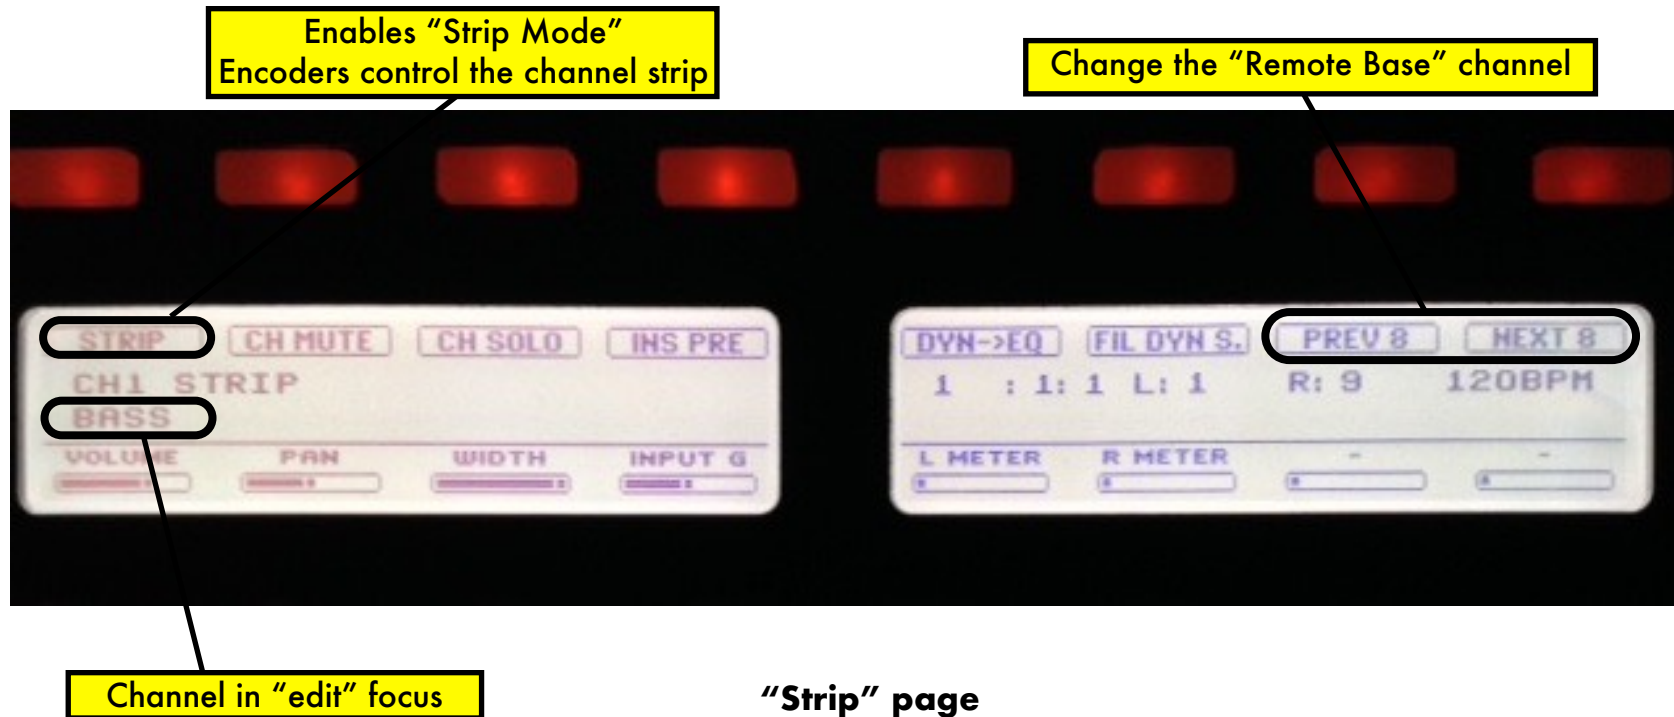 Enables “Strip Mode”
Encoders control the channel strip
Change the “Remote Base” channel
STRIP CH MUTE CH SOLO INS PRE
CH1 STRIP
BASS
VOLUME PAN WIDTH INPUT G
DYN->EQ FIL DYN S. PREV 8 NEXT 8
1 : 1: 1 L: 1 R: 9 120BPM
L METER R METER - -
Channel in “edit” focus
“Strip” page